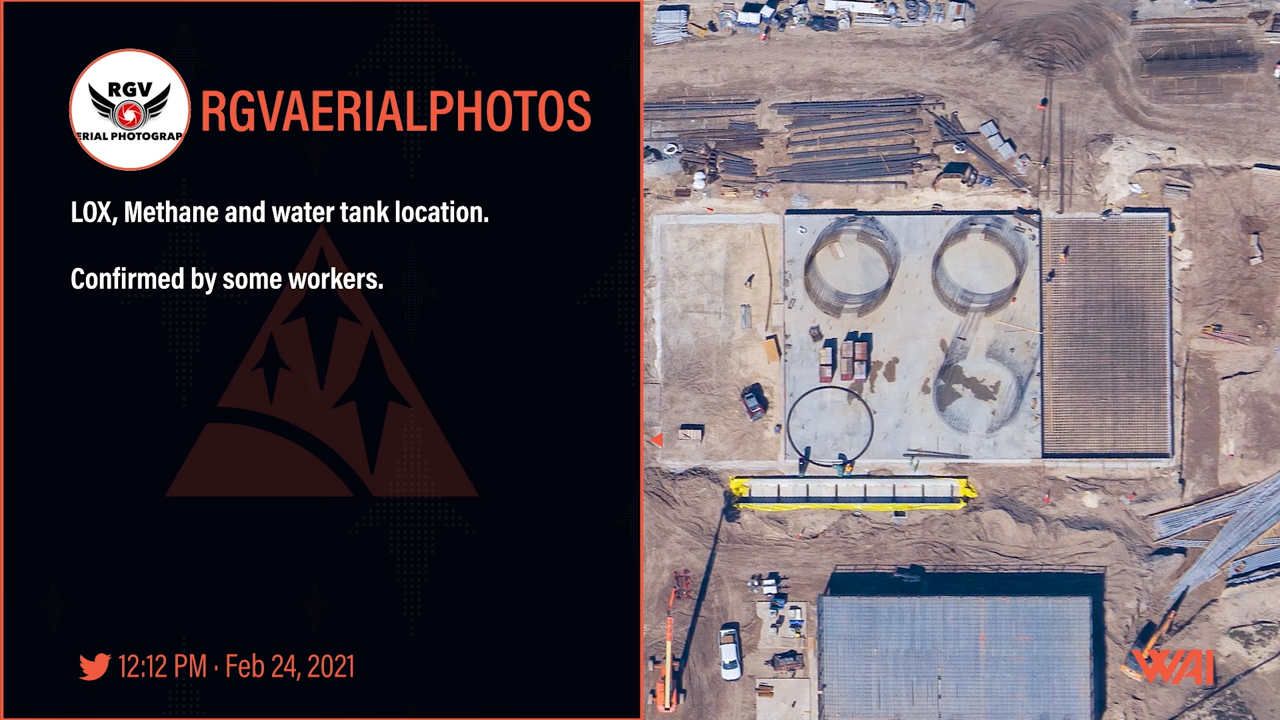 RGV
ERIAL PHOTOGRAP
RGVAERIALPHOTOS
LOX, Methane and water tank location.
Confirmed by some workers.
12:12 PM · Feb 24, 2021
WAI